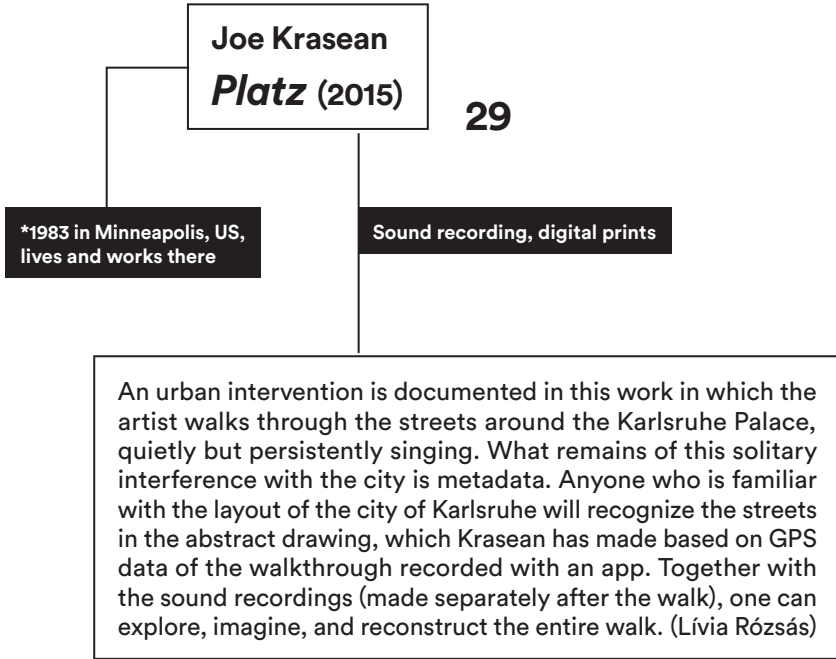 Joe Krasean
Platz (2015)
29
*1983 in Minneapolis, US,
lives and works there
Sound recording, digital prints
An urban intervention is documented in this work in which the
artist walks through the streets around the Karlsruhe Palace,
quietly but persistently singing. What remains of this solitary
interference with the city is metadata. Anyone who is familiar
with the layout of the city of Karlsruhe will recognize the streets
in the abstract drawing, which Krasean has made based on GPS
data of the walkthrough recorded with an app. Together with
the sound recordings (made separately after the walk), one can
explore, imagine, and reconstruct the entire walk. (Lívia Rózsás)